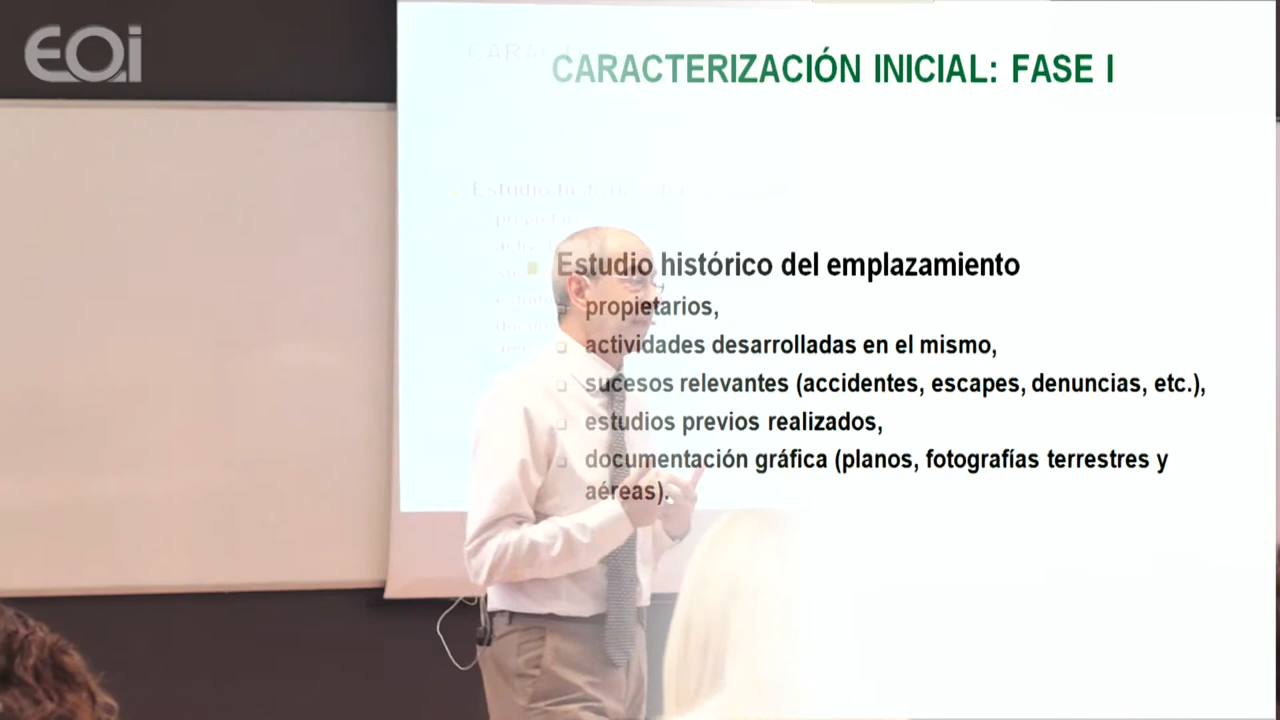 EOi
CARACTERIZACIÓN INICIAL: FASE I
Estudio histórico del emplazamiento
propietarios,
actividades desarrolladas en el mismo,
sucesos relevantes (accidentes, escapes, denuncias, etc.),
estudios previos realizados,
documentación gráfica (planos, fotografías terrestres y
aéreas).